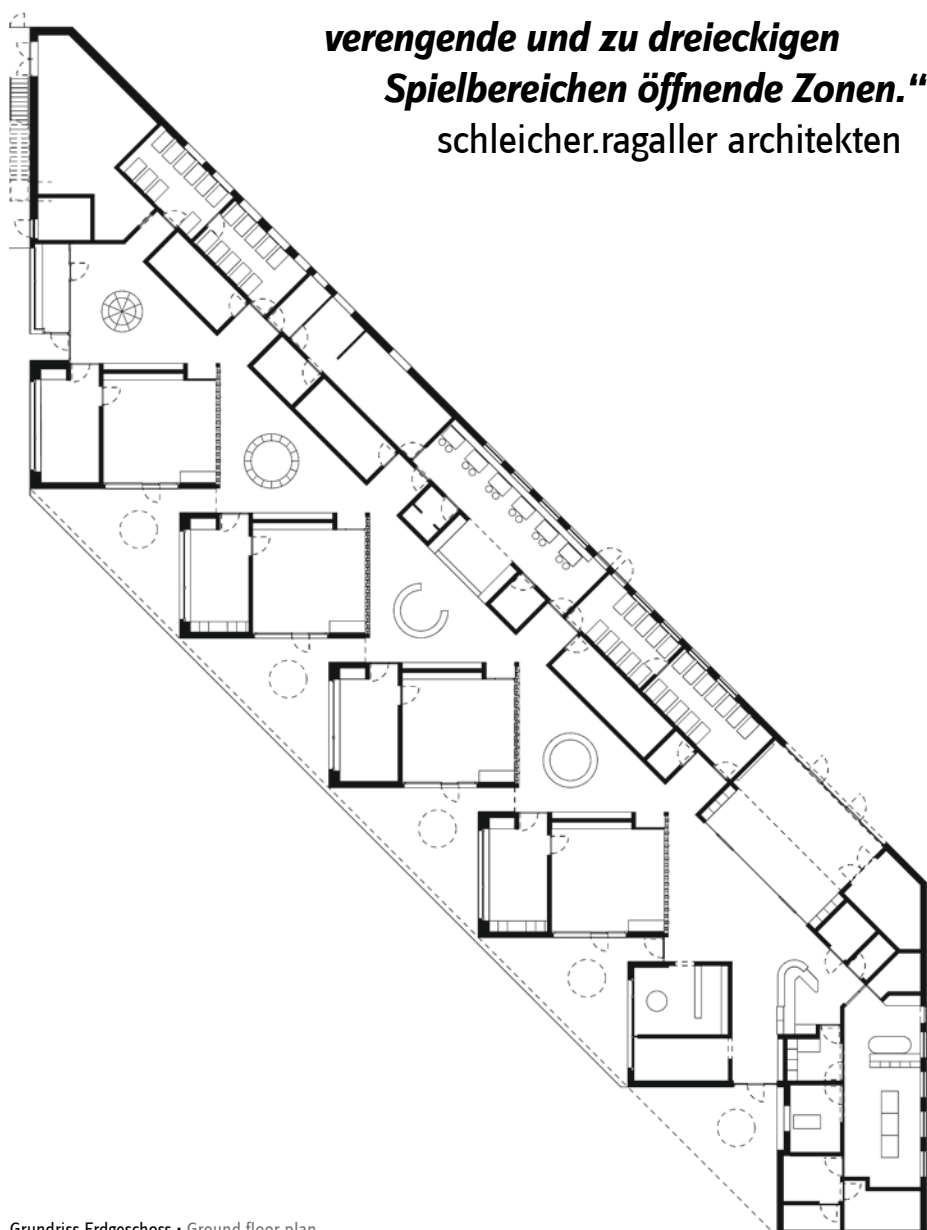 verengende und zu dreieckigen
Spielbereichen öffnende Zonen.“
schleicher.ragaller architekten
Grundriss Erdgeschoss • Ground floor plan